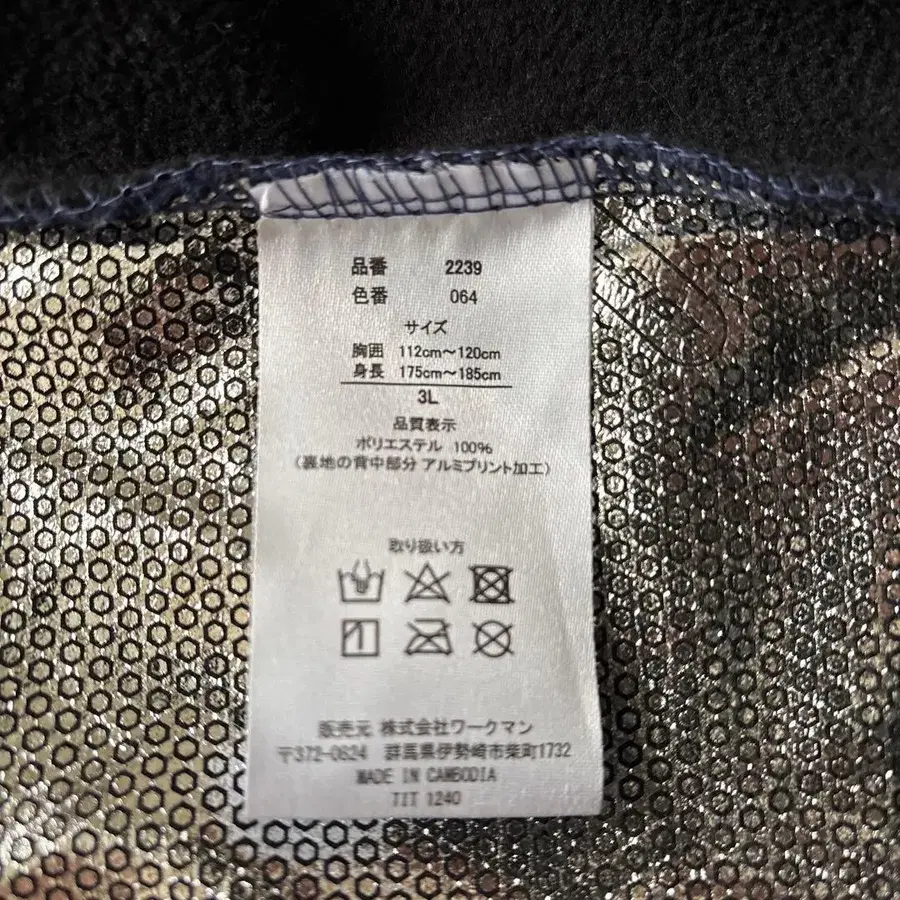 品番 2239
色番 064
サイズ
胸囲 112cm～120cm
身長 175cm～185cm
3L
品質表示
ポリエステル 100%
(裏地の背中部分 アルミプリント加工)
取り扱い方
販売元 株式会社ワークマン
〒372-0824 群馬県伊勢崎市柴町1732
MADE IN CAMBODIA
TIT 1240